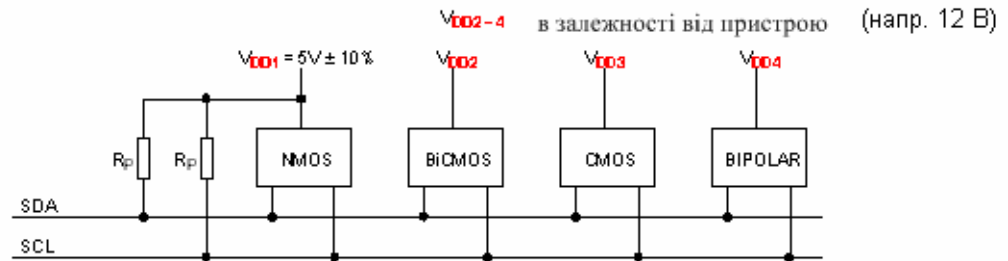 VDD2-4 в залежності від пристрою (напр. 12 В)
VDD1 = 5V ± 10% VDD2 VDD3 VDD4
RP RP NMOS BiCMOS CMOS BIPOLAR
SDA
SCL